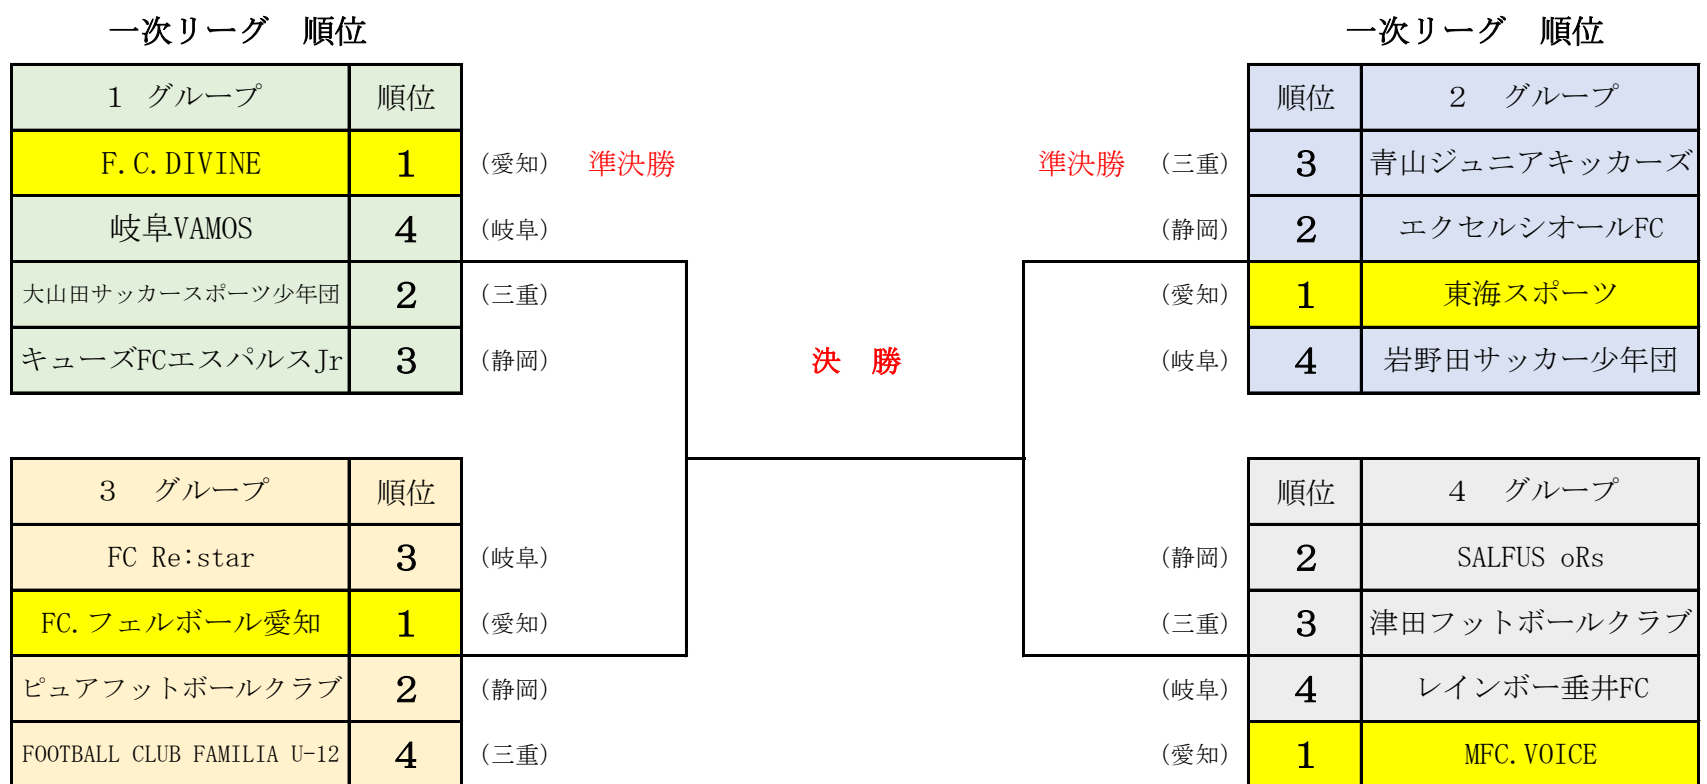 一次リーグ　順位
一次リーグ　順位
1 グループ 順位
F.C.DIVINE 1 (愛知) 準決勝
岐阜VAMOS 4 (岐阜)
大山田サッカースポーツ少年団 2 (三重)
キューズFCエスパルスJr 3 (静岡)
順位 2　グループ
準決勝 (三重) 3 青山ジュニアキッカーズ
(静岡) 2 エクセルシオールFC
(愛知) 1 東海スポーツ
(岐阜) 4 岩野田サッカー少年団
決　勝
3　グループ 順位
FC Re:star 3 (岐阜)
FC.フェルボール愛知 1 (愛知)
ピュアフットボールクラブ 2 (静岡)
FOOTBALL CLUB FAMILIA U-12 4 (三重)
順位 4　グループ
(静岡) 2 SALFUS oRs
(三重) 3 津田フットボールクラブ
(岐阜) 4 レインボー垂井FC
(愛知) 1 MFC.VOICE